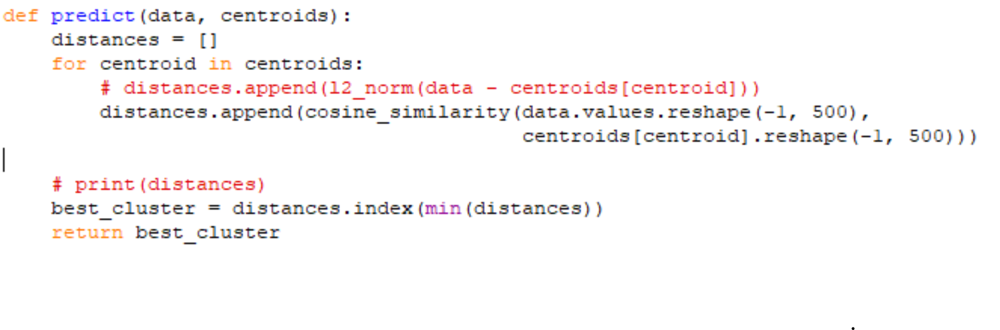 def predict(data, centroids):
    distances = []
    for centroid in centroids:
        # distances.append(l2_norm(data - centroids[centroid]))
        distances.append(cosine_similarity(data.values.reshape(-1, 500),
                                           centroids[centroid].reshape(-1, 500)))
    # print(distances)
    best_cluster = distances.index(min(distances))
    return best_cluster